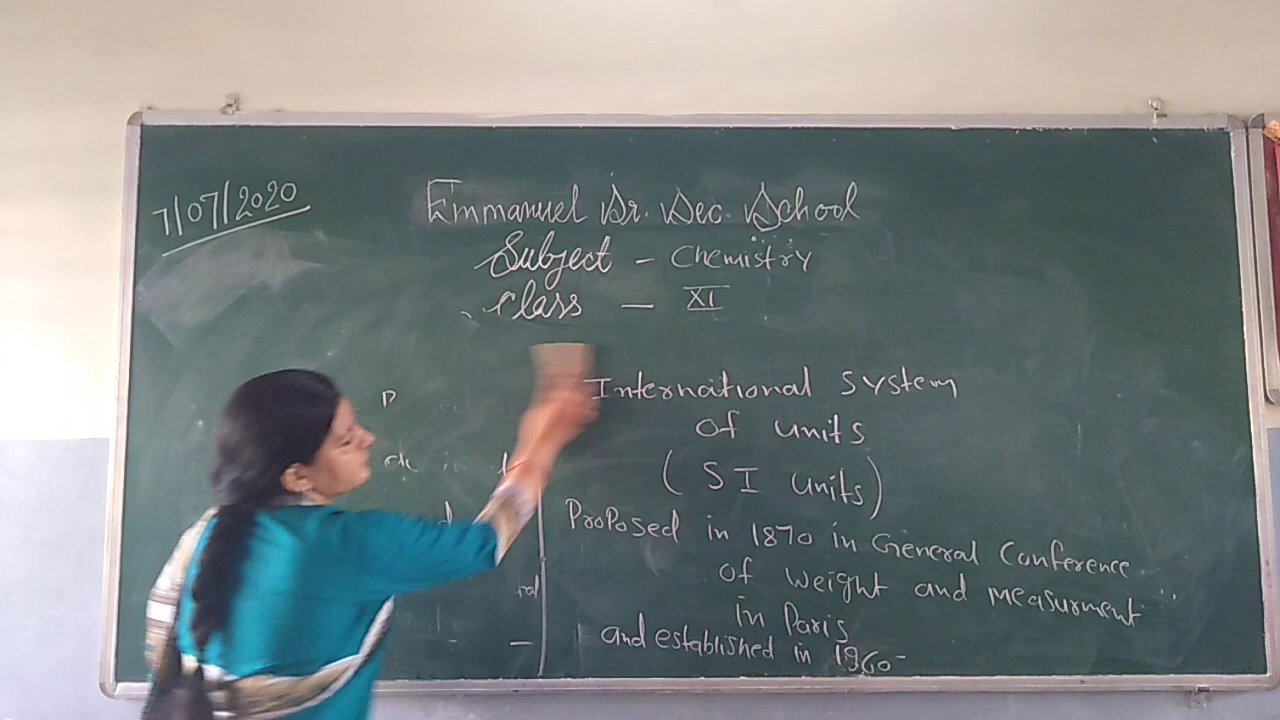 7/07/2020
Emmanuel Sr. Sec. School
Subject - Chemistry
Class - XI
International System
of units
(SI units)
Proposed in 1870 in General Conference
of weight and measurment
in Paris
and established in 1960